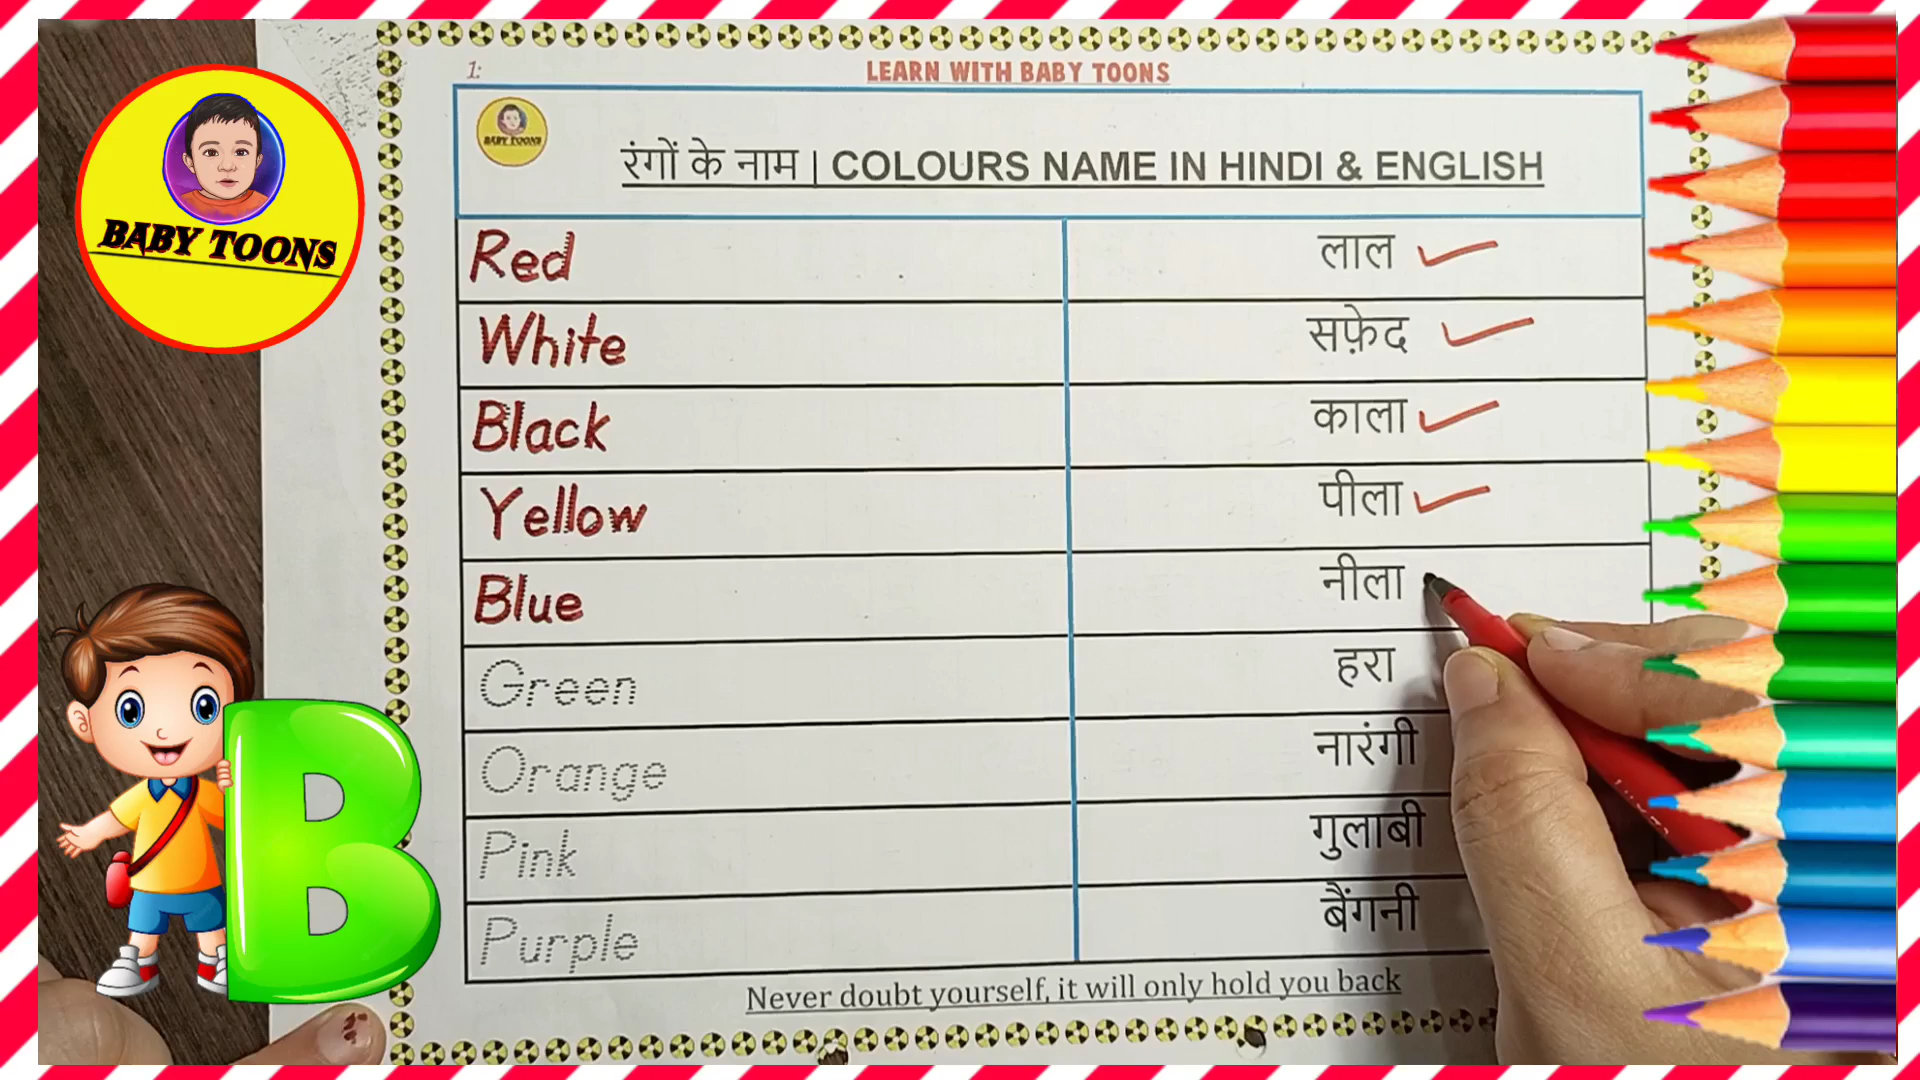 1:
LEARN WITH BABY TOONS
BABY TOONS
रंगों के नाम | COLOURS NAME IN HINDI & ENGLISH
BABY TOONS
Red लाल
White सफ़ेद
Black काला
Yellow पीला
Blue नीला
Green हरा
Orange नारंगी
Pink गुलाबी
Purple बैंगनी
Never doubt yourself, it will only hold you back
B